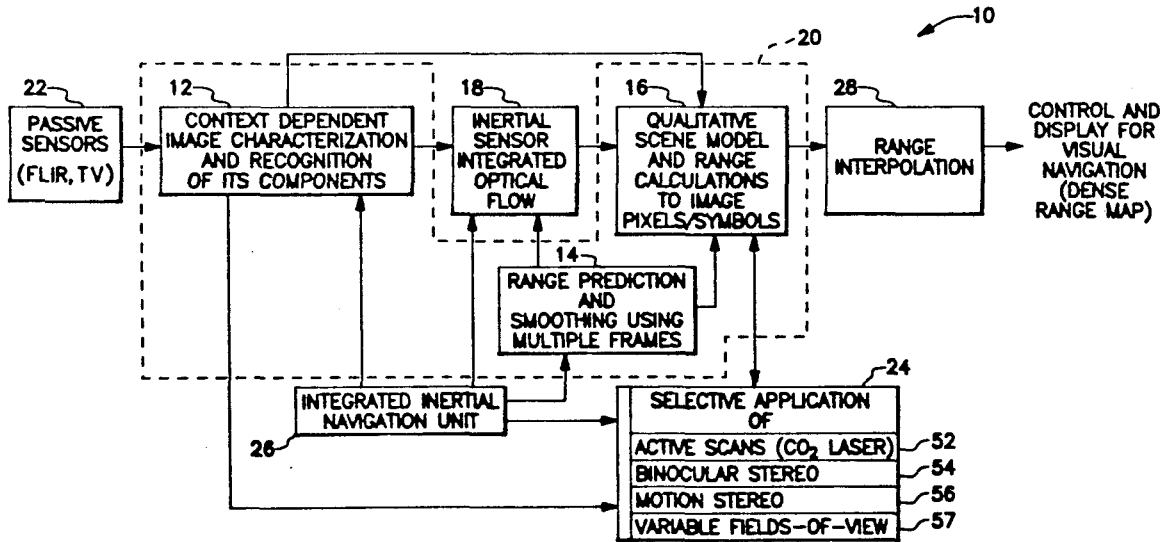 10
20
22
PASSIVE
SENSORS
(FLIR, TV)
12
CONTEXT DEPENDENT
IMAGE CHARACTERIZATION
AND RECOGNITION
OF ITS COMPONENTS
18
INERTIAL
SENSOR
INTEGRATED
OPTICAL
FLOW
16
QUALITATIVE
SCENE MODEL
AND RANGE
CALCULATIONS
TO IMAGE
PIXELS/SYMBOLS
28
RANGE
INTERPOLATION
CONTROL AND
DISPLAY FOR
VISUAL
NAVIGATION
(DENSE
RANGE MAP)
14
RANGE PREDICTION
AND
SMOOTHING USING
MULTIPLE FRAMES
INTEGRATED INERTIAL
NAVIGATION UNIT
26
24
SELECTIVE APPLICATION
OF
ACTIVE SCANS (CO₂ LASER)
52
BINOCULAR STEREO
54
MOTION STEREO
56
VARIABLE FIELDS-OF-VIEW
57